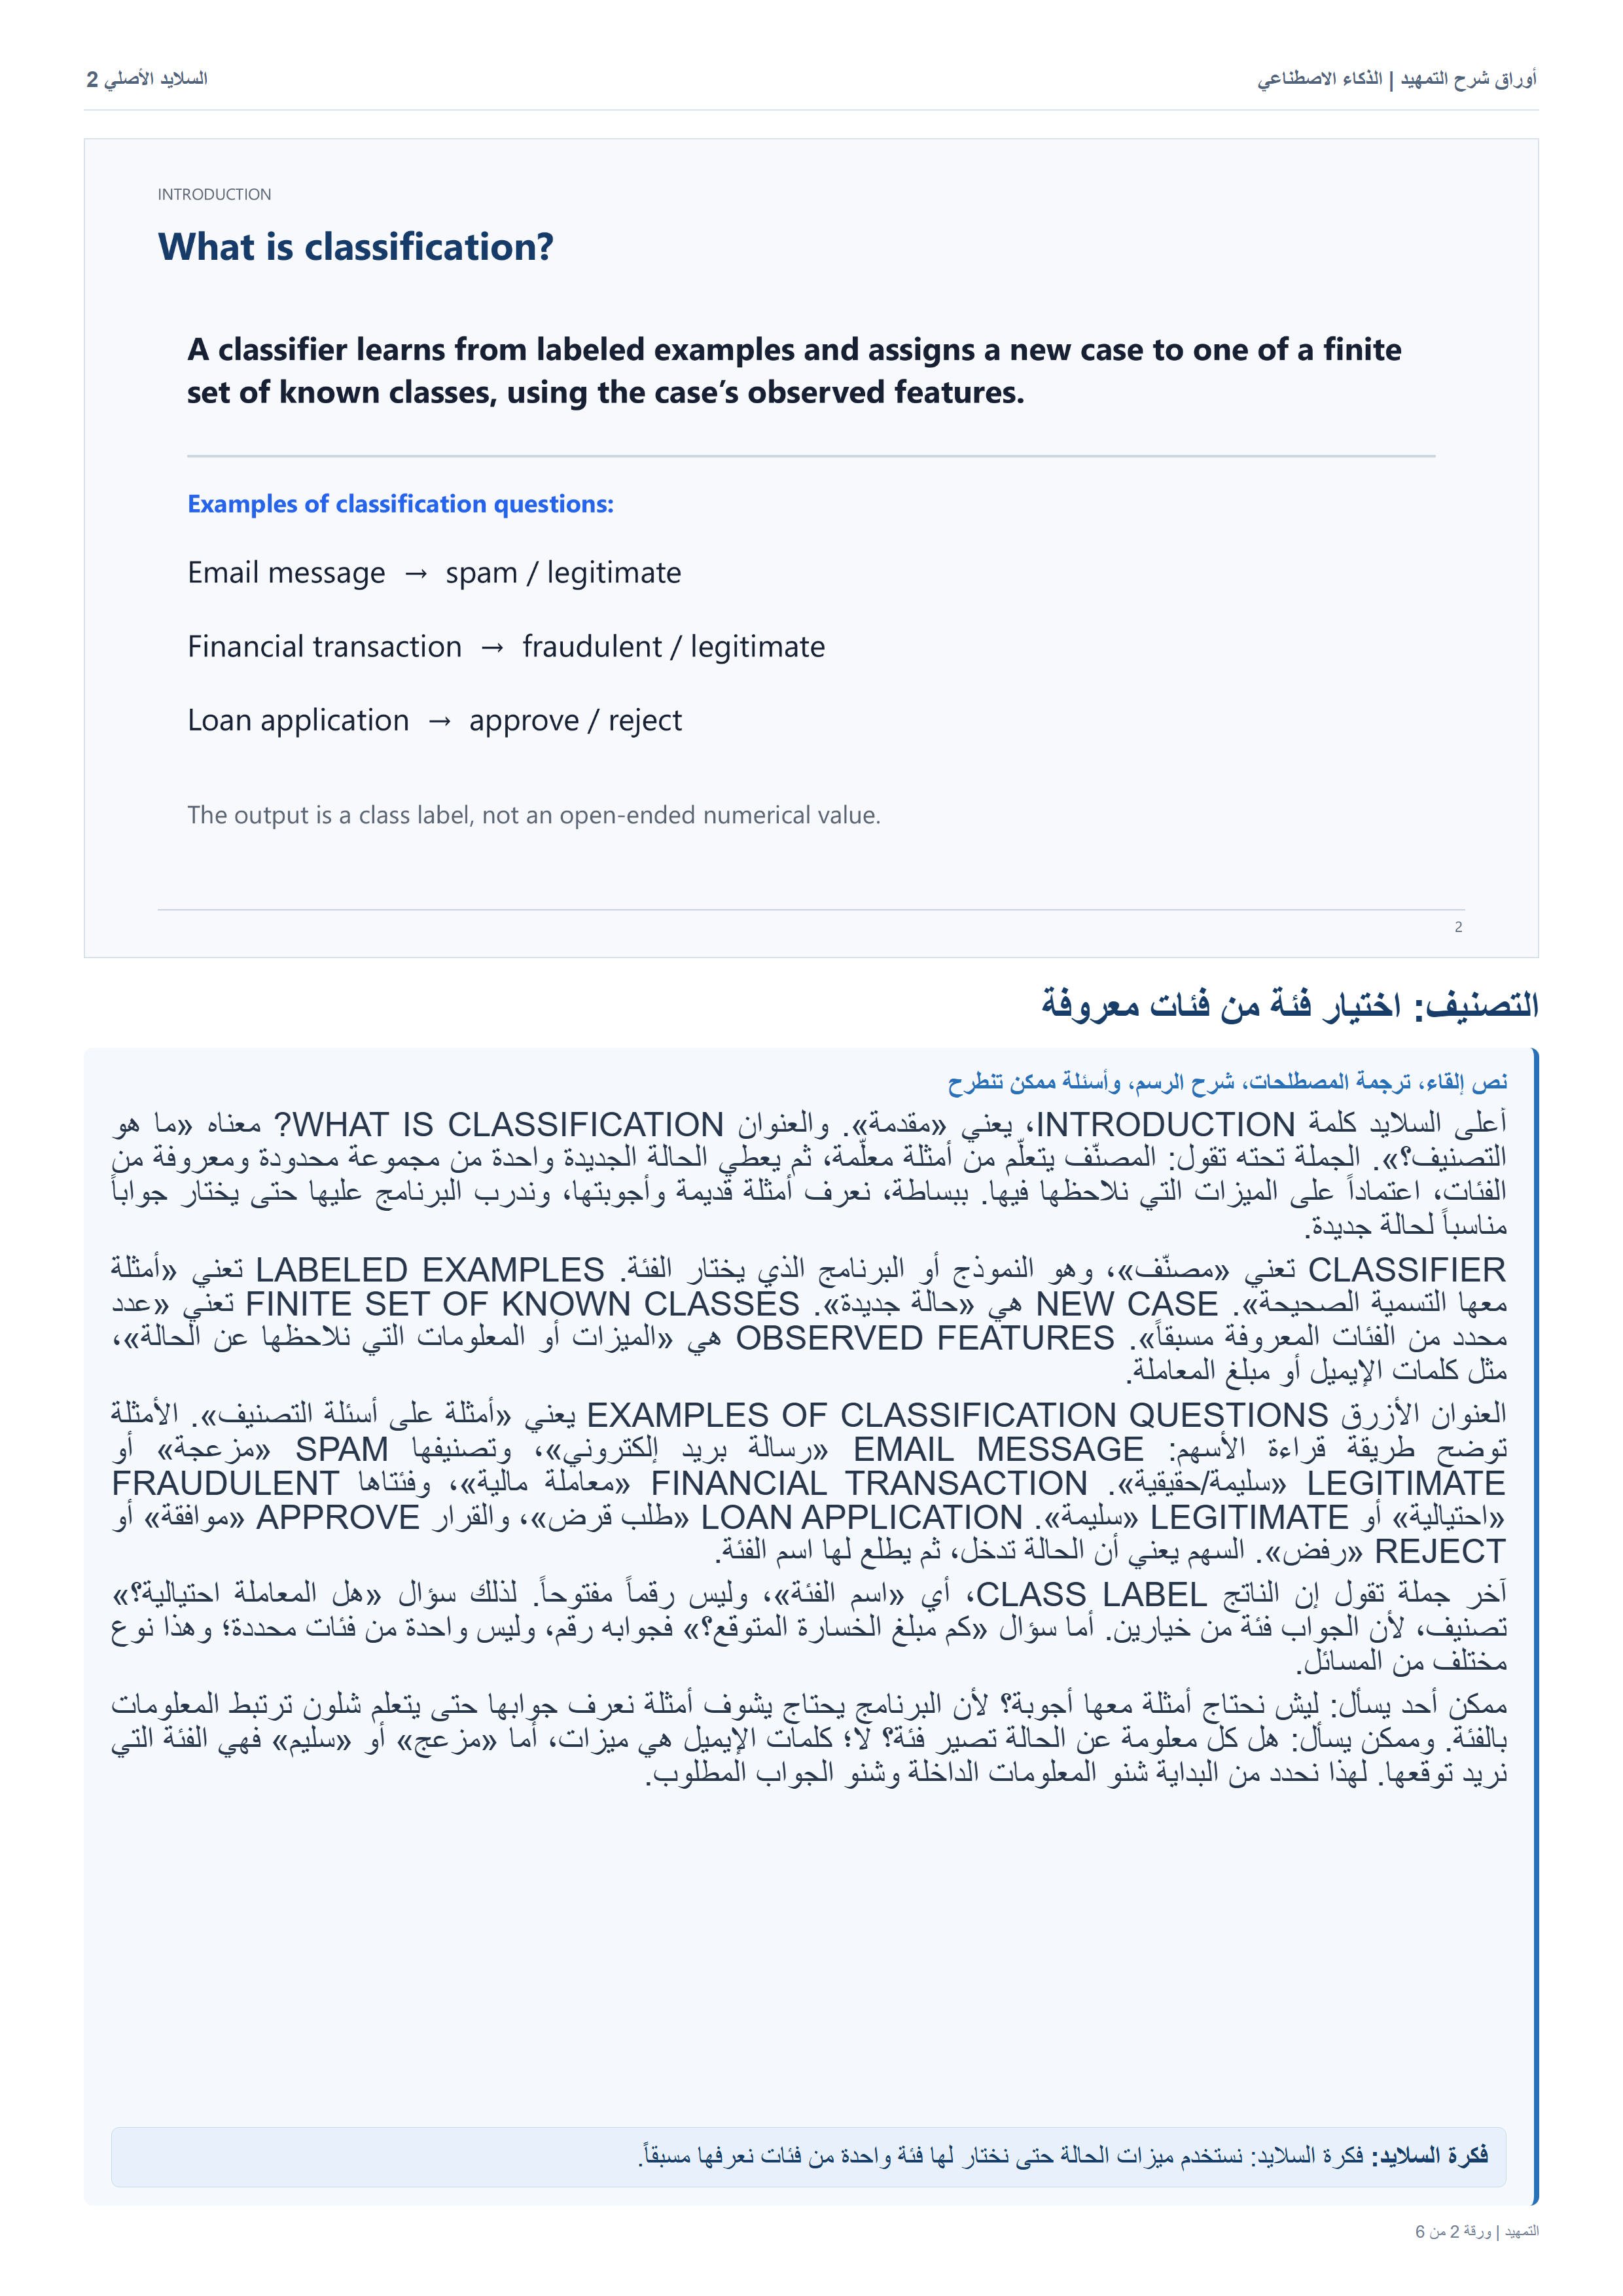 أوراق شرح التمهيد | الذكاء الاصطناعي
السلايد الأصلي 2
INTRODUCTION
What is classification?
A classifier learns from labeled examples and assigns a new case to one of a finite
set of known classes, using the case’s observed features.
Examples of classification questions:
Email message → spam / legitimate
Financial transaction → fraudulent / legitimate
Loan application → approve / reject
The output is a class label, not an open-ended numerical value.
2
التصنيف: اختيار فئة من فئات معروفة
نص إلقاء، ترجمة المصطلحات، شرح الرسم، وأسئلة ممكن تنطرح
أعلى السلايد كلمة INTRODUCTION، يعني «مقدمة». والعنوان WHAT IS CLASSIFICATION? معناه «ما هو
التصنيف؟». الجملة تحته تقول: المصنّف يتعلّم من أمثلة معلّمة، ثم يعطي الحالة الجديدة واحدة من مجموعة محدودة ومعروفة من
الفئات، اعتماداً على الميزات التي نلاحظها فيها. ببساطة، نعرف أمثلة قديمة وأجوبتها، وندرب البرنامج عليها حتى يختار جواباً
مناسباً لحالة جديدة.
CLASSIFIER تعني «مصنّف»، وهو النموذج أو البرنامج الذي يختار الفئة. LABELED EXAMPLES تعني «أمثلة
معها التسمية الصحيحة». NEW CASE هي «حالة جديدة». FINITE SET OF KNOWN CLASSES تعني «عدد
محدد من الفئات المعروفة مسبقاً». OBSERVED FEATURES هي «الميزات أو المعلومات التي نلاحظها عن الحالة»،
مثل كلمات الإيميل أو مبلغ المعاملة.
العنوان الأزرق EXAMPLES OF CLASSIFICATION QUESTIONS يعني «أمثلة على أسئلة التصنيف». الأمثلة
توضح طريقة قراءة الأسهم: EMAIL MESSAGE «رسالة بريد إلكتروني»، وتصنيفها SPAM «مزعجة» أو
LEGITIMATE «سليمة/حقيقية». FINANCIAL TRANSACTION «معاملة مالية»، وفئتاها FRAUDULENT
«احتيالية» أو LEGITIMATE «سليمة». LOAN APPLICATION «طلب قرض»، والقرار APPROVE «موافقة» أو
REJECT «رفض». السهم يعني أن الحالة تدخل، ثم يطلع لها اسم الفئة.
آخر جملة تقول إن الناتج CLASS LABEL، أي «اسم الفئة»، وليس رقماً مفتوحاً. لذلك سؤال «هل المعاملة احتيالية؟»
تصنيف، لأن الجواب فئة من خيارين. أما سؤال «كم مبلغ الخسارة المتوقع؟» فجوابه رقم، وليس واحدة من فئات محددة؛ وهذا نوع
مختلف من المسائل.
ممكن أحد يسأل: ليش نحتاج أمثلة معها أجوبة؟ لأن البرنامج يحتاج يشوف أمثلة نعرف جوابها حتى يتعلم شلون ترتبط المعلومات
بالفئة. وممكن يسأل: هل كل معلومة عن الحالة تصير فئة؟ لا؛ كلمات الإيميل هي ميزات، أما «مزعج» أو «سليم» فهي الفئة التي
نريد توقعها. لهذا نحدد من البداية شنو المعلومات الداخلة وشنو الجواب المطلوب.
فكرة السلايد: فكرة السلايد: نستخدم ميزات الحالة حتى نختار لها فئة واحدة من فئات نعرفها مسبقاً.
التمهيد | ورقة 2 من 6